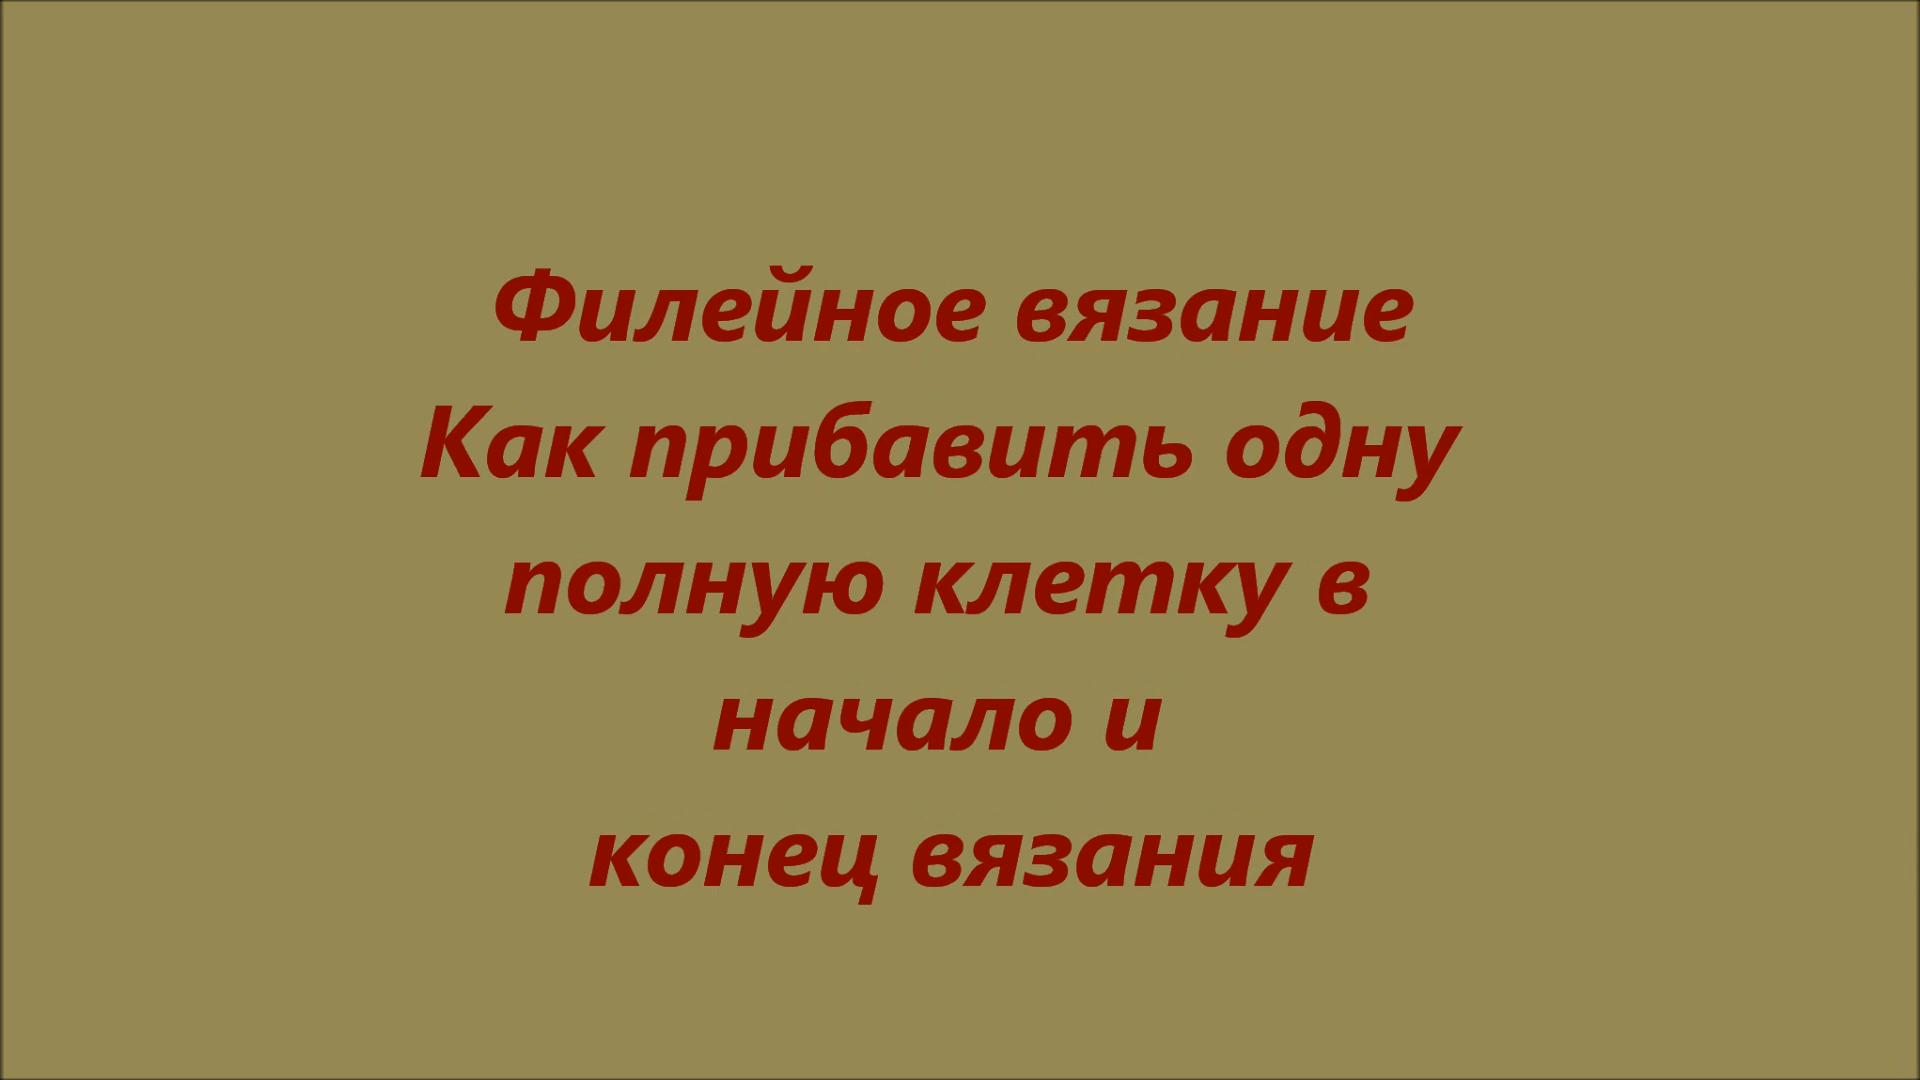 Филейное вязание
Как прибавить одну
полную клетку в
начало и
конец вязания